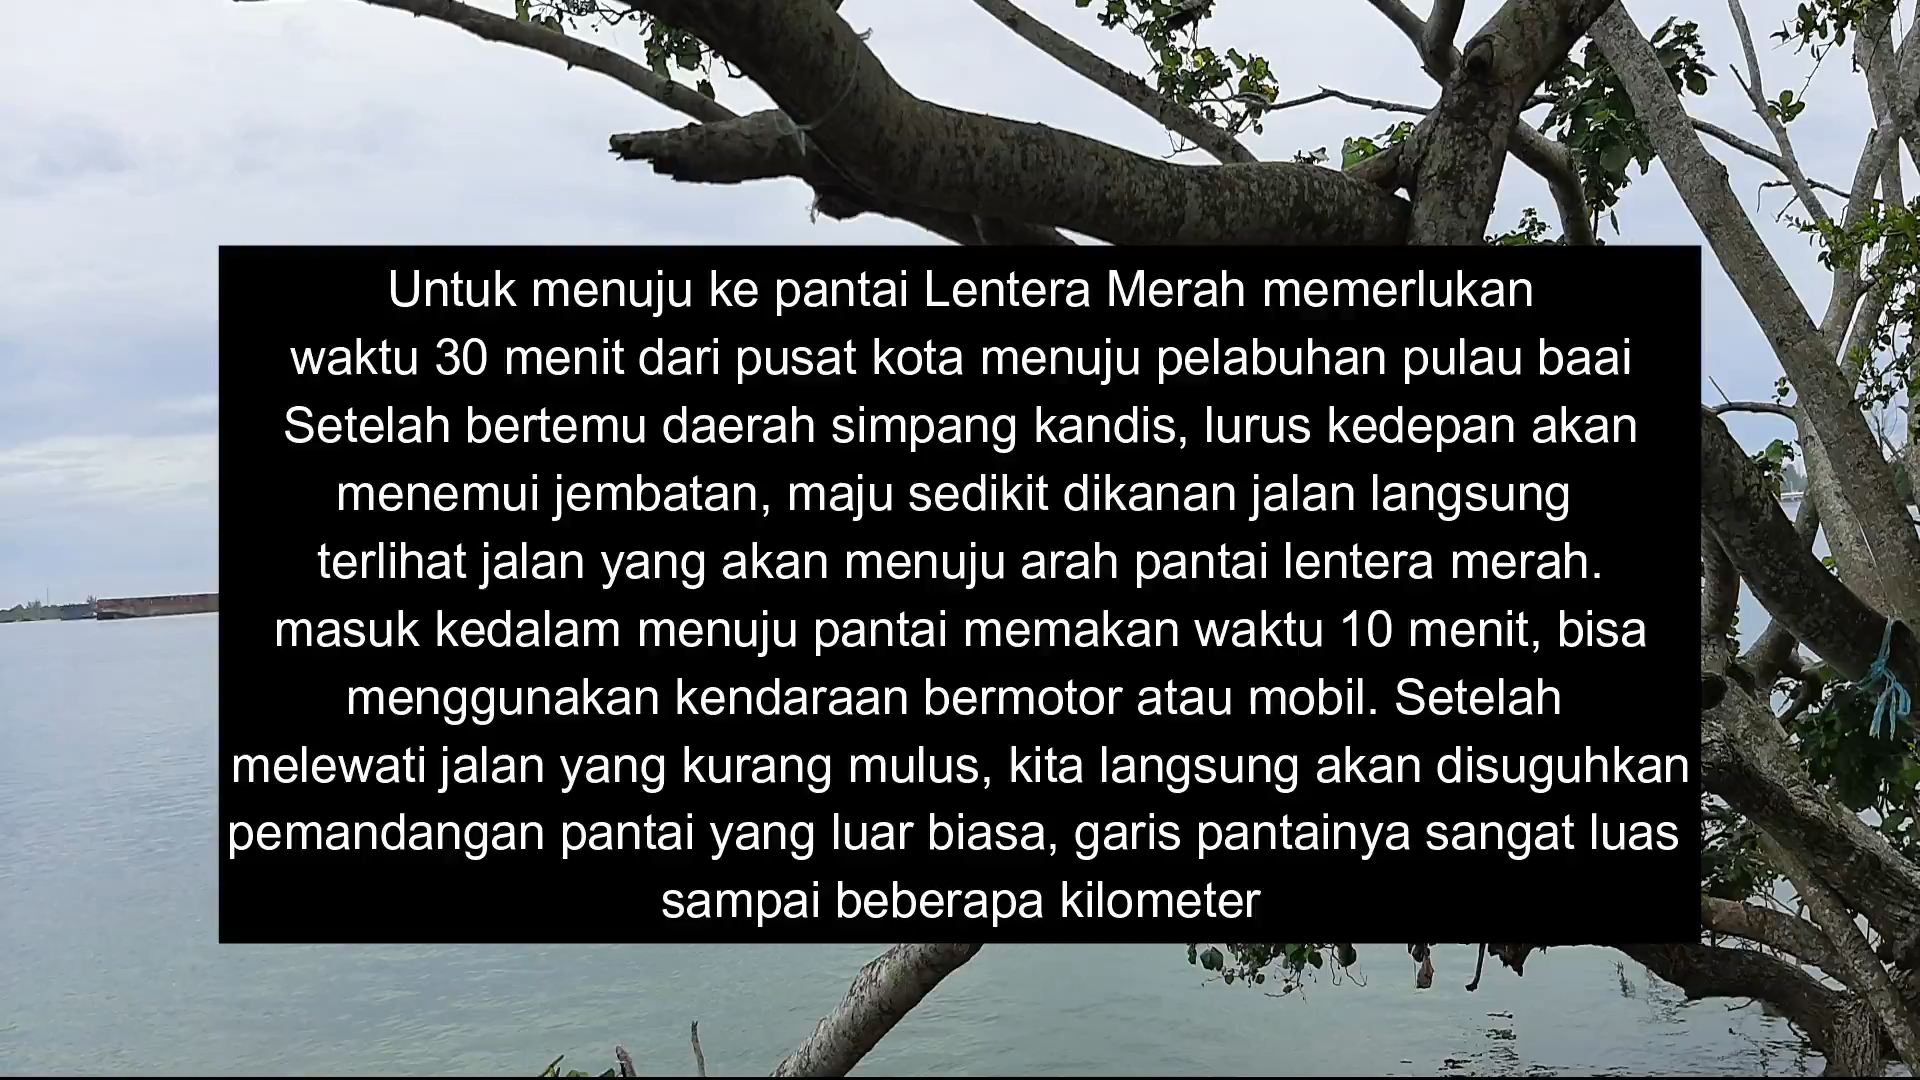 Untuk menuju ke pantai Lentera Merah memerlukan
waktu 30 menit dari pusat kota menuju pelabuhan pulau baai
Setelah bertemu daerah simpang kandis, lurus kedepan akan
menemui jembatan, maju sedikit dikanan jalan langsung
terlihat jalan yang akan menuju arah pantai lentera merah.
masuk kedalam menuju pantai memakan waktu 10 menit, bisa
menggunakan kendaraan bermotor atau mobil. Setelah
melewati jalan yang kurang mulus, kita langsung akan disuguhkan
pemandangan pantai yang luar biasa, garis pantainya sangat luas
sampai beberapa kilometer